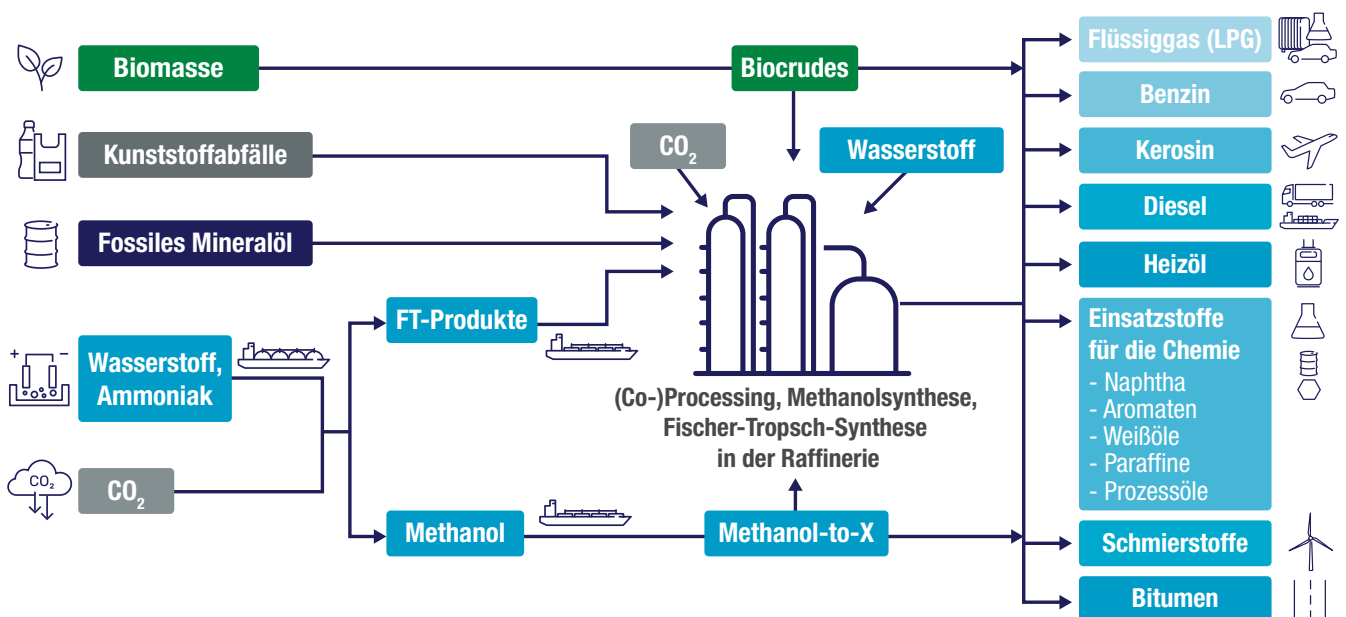 Biomasse
Biocrudes
Flüssiggas (LPG)
Benzin
Kunststoffabfälle
CO₂
Wasserstoff
Kerosin
Diesel
Fossiles Mineralöl
Heizöl
FT-Produkte
Einsatzstoffe
für die Chemie
- Naphtha
- Aromaten
- Weißöle
- Paraffine
- Prozessöle
+ −
Wasserstoff,
Ammoniak
(Co-)Processing, Methanolsynthese,
Fischer-Tropsch-Synthese
in der Raffinerie
CO₂
CO₂
Methanol
Methanol-to-X
Schmierstoffe
Bitumen